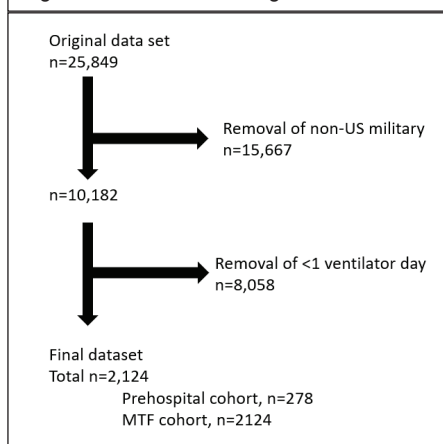 Original data set
n=25,849
Removal of non-US military
n=15,667
n=10,182
Removal of <1 ventilator day
n=8,058
Final dataset
Total n=2,124
Prehospital cohort, n=278
MTF cohort, n=2124